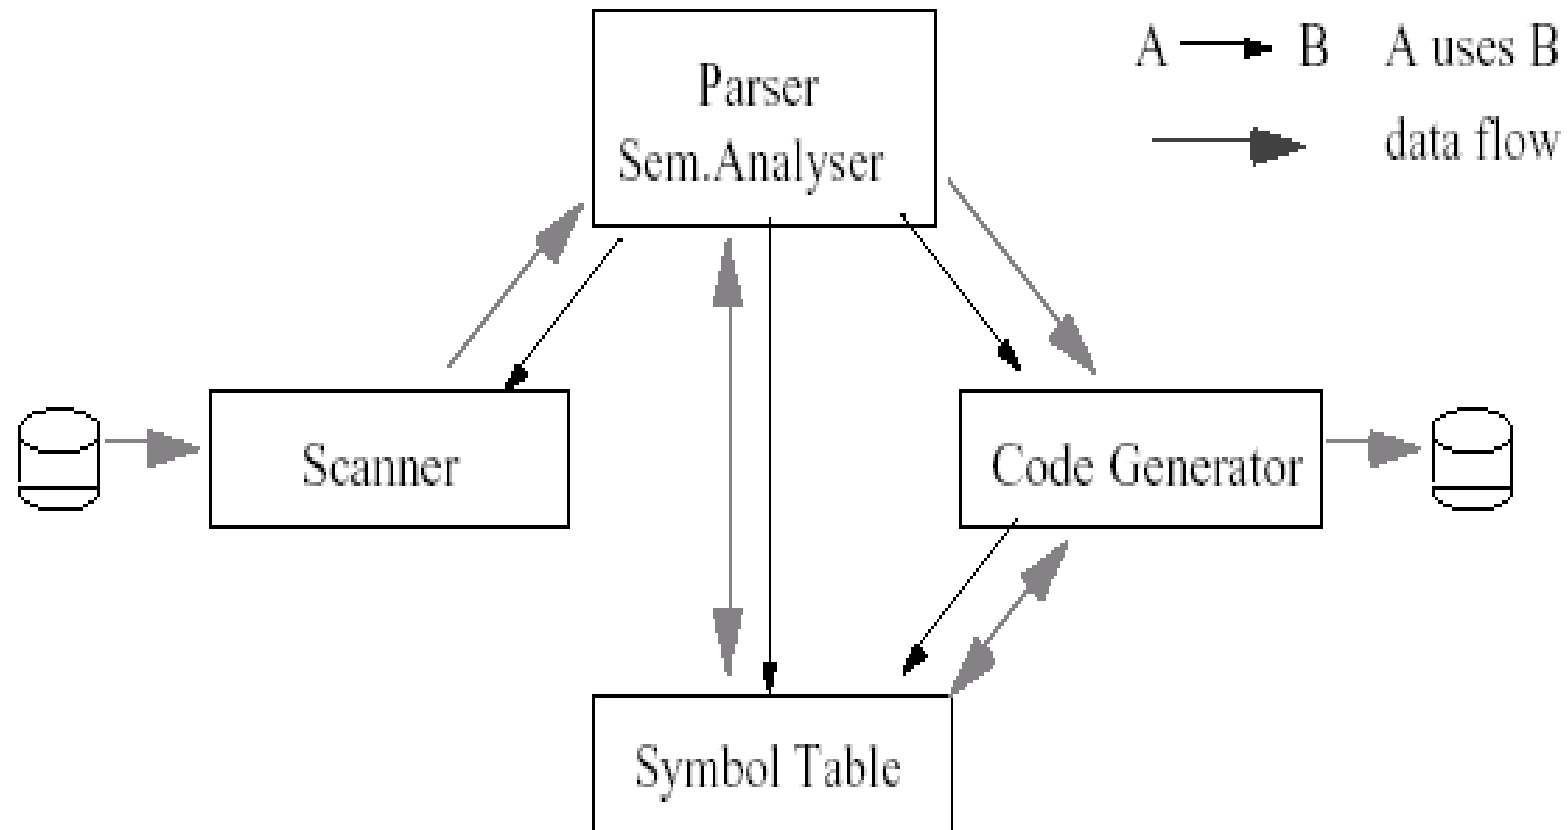 Parser
Sem.Analyser
A B A uses B
data flow
Scanner
Code Generator
Symbol Table